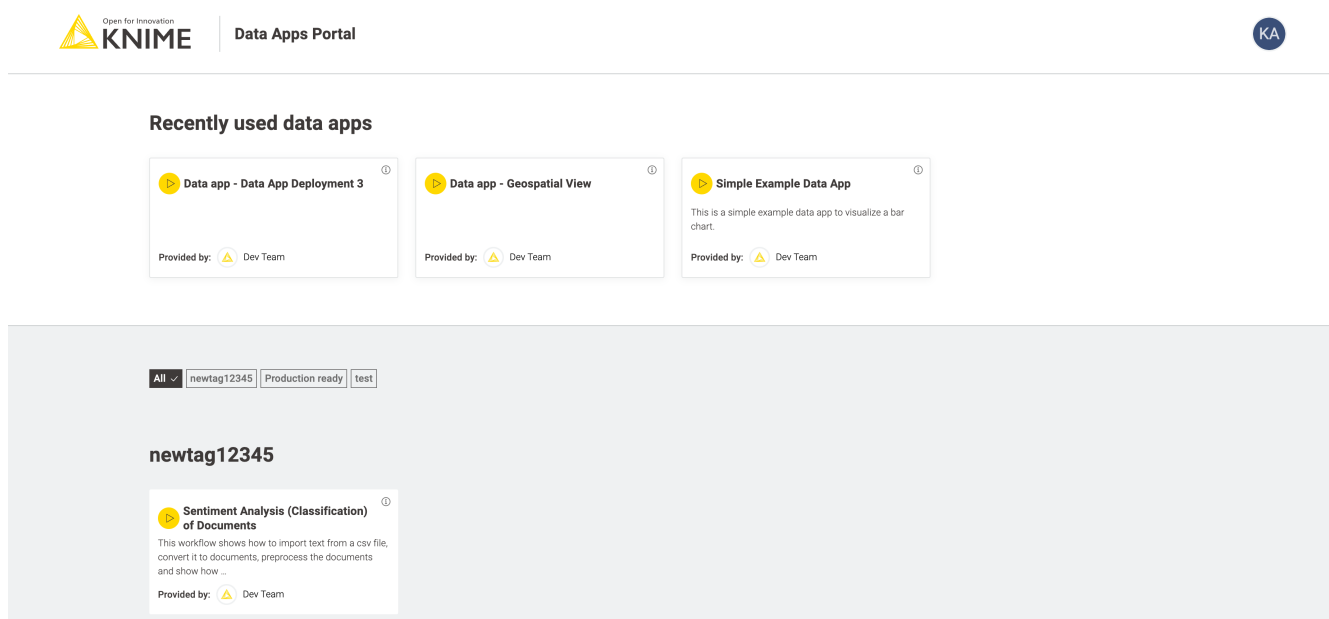 Open for Innovation
KNIME
Data Apps Portal
KA
Recently used data apps
Data app - Data App Deployment 3
Provided by: Dev Team
Data app - Geospatial View
Provided by: Dev Team
Simple Example Data App
This is a simple example data app to visualize a bar
chart.
Provided by: Dev Team
All newtag12345 Production ready test
newtag12345
Sentiment Analysis (Classification)
of Documents
This workflow shows how to import text from a csv file,
convert it to documents, preprocess the documents
and show how …
Provided by: Dev Team